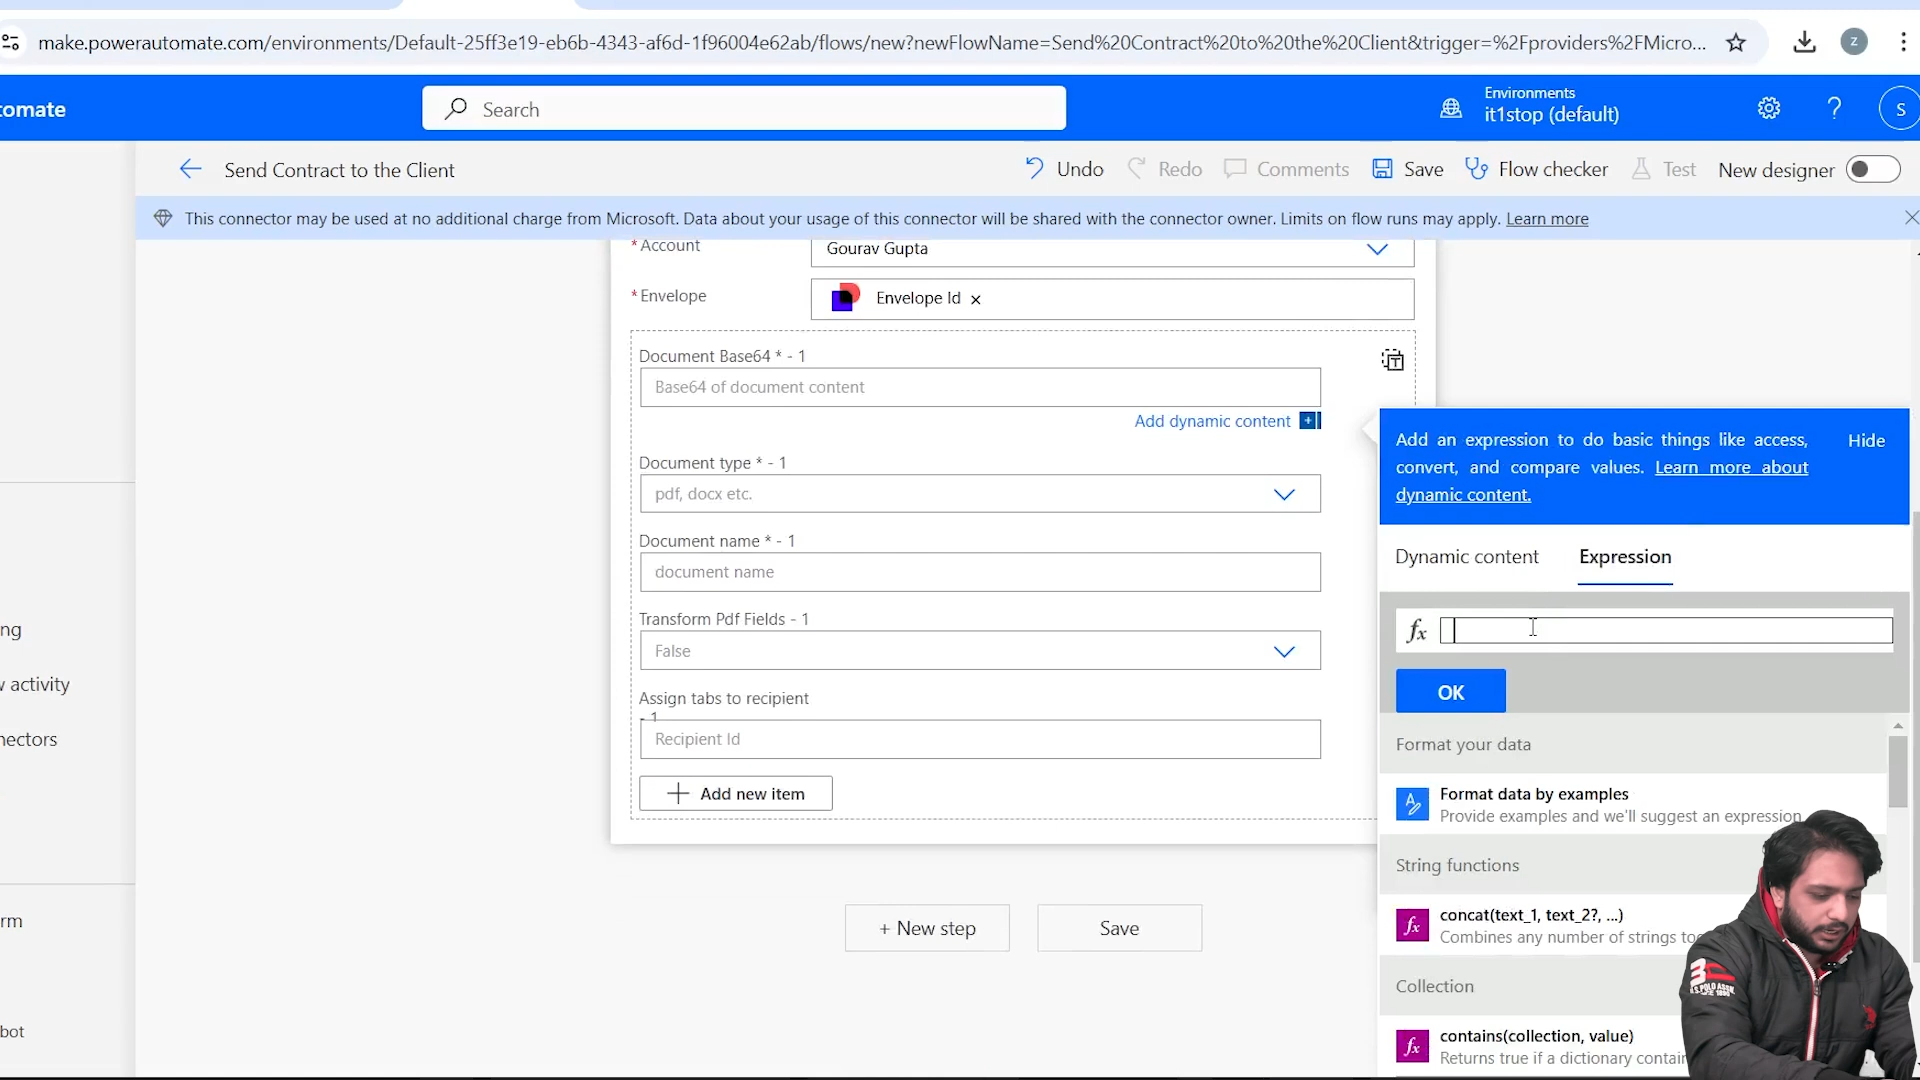 make.powerautomate.com/environments/Default-25ff3e19-eb6b-4343-af6d-1f96004e62ab/flows/new?newFlowName=Send%20Contract%20to%20the%20Client&trigger=%2Fproviders%2FMicro...
Z
tomate
Search
Environments
it1stop (default)
?
S
Send Contract to the Client
Undo
Redo
Comments
Save
Flow checker
Test
New designer
This connector may be used at no additional charge from Microsoft. Data about your usage of this connector will be shared with the connector owner. Limits on flow runs may apply. Learn more
* Account
Gourav Gupta
* Envelope
Envelope Id ×
Document Base64 * - 1
Base64 of document content
Add dynamic content +
Document type * - 1
pdf, docx etc.
Document name * - 1
document name
Transform Pdf Fields - 1
False
Assign tabs to recipient
- 1
Recipient Id
+ Add new item
+ New step
Save
Add an expression to do basic things like access,
convert, and compare values. Learn more about
dynamic content.
Hide
Dynamic content
Expression
fx
OK
Format your data
Format data by examples
Provide examples and we'll suggest an expression
String functions
fx
concat(text_1, text_2?, ...)
Combines any number of strings to
Collection
fx
contains(collection, value)
Returns true if a dictionary contain
ng
w activity
nectors
rm
bot
U.S. POLO ASSN.